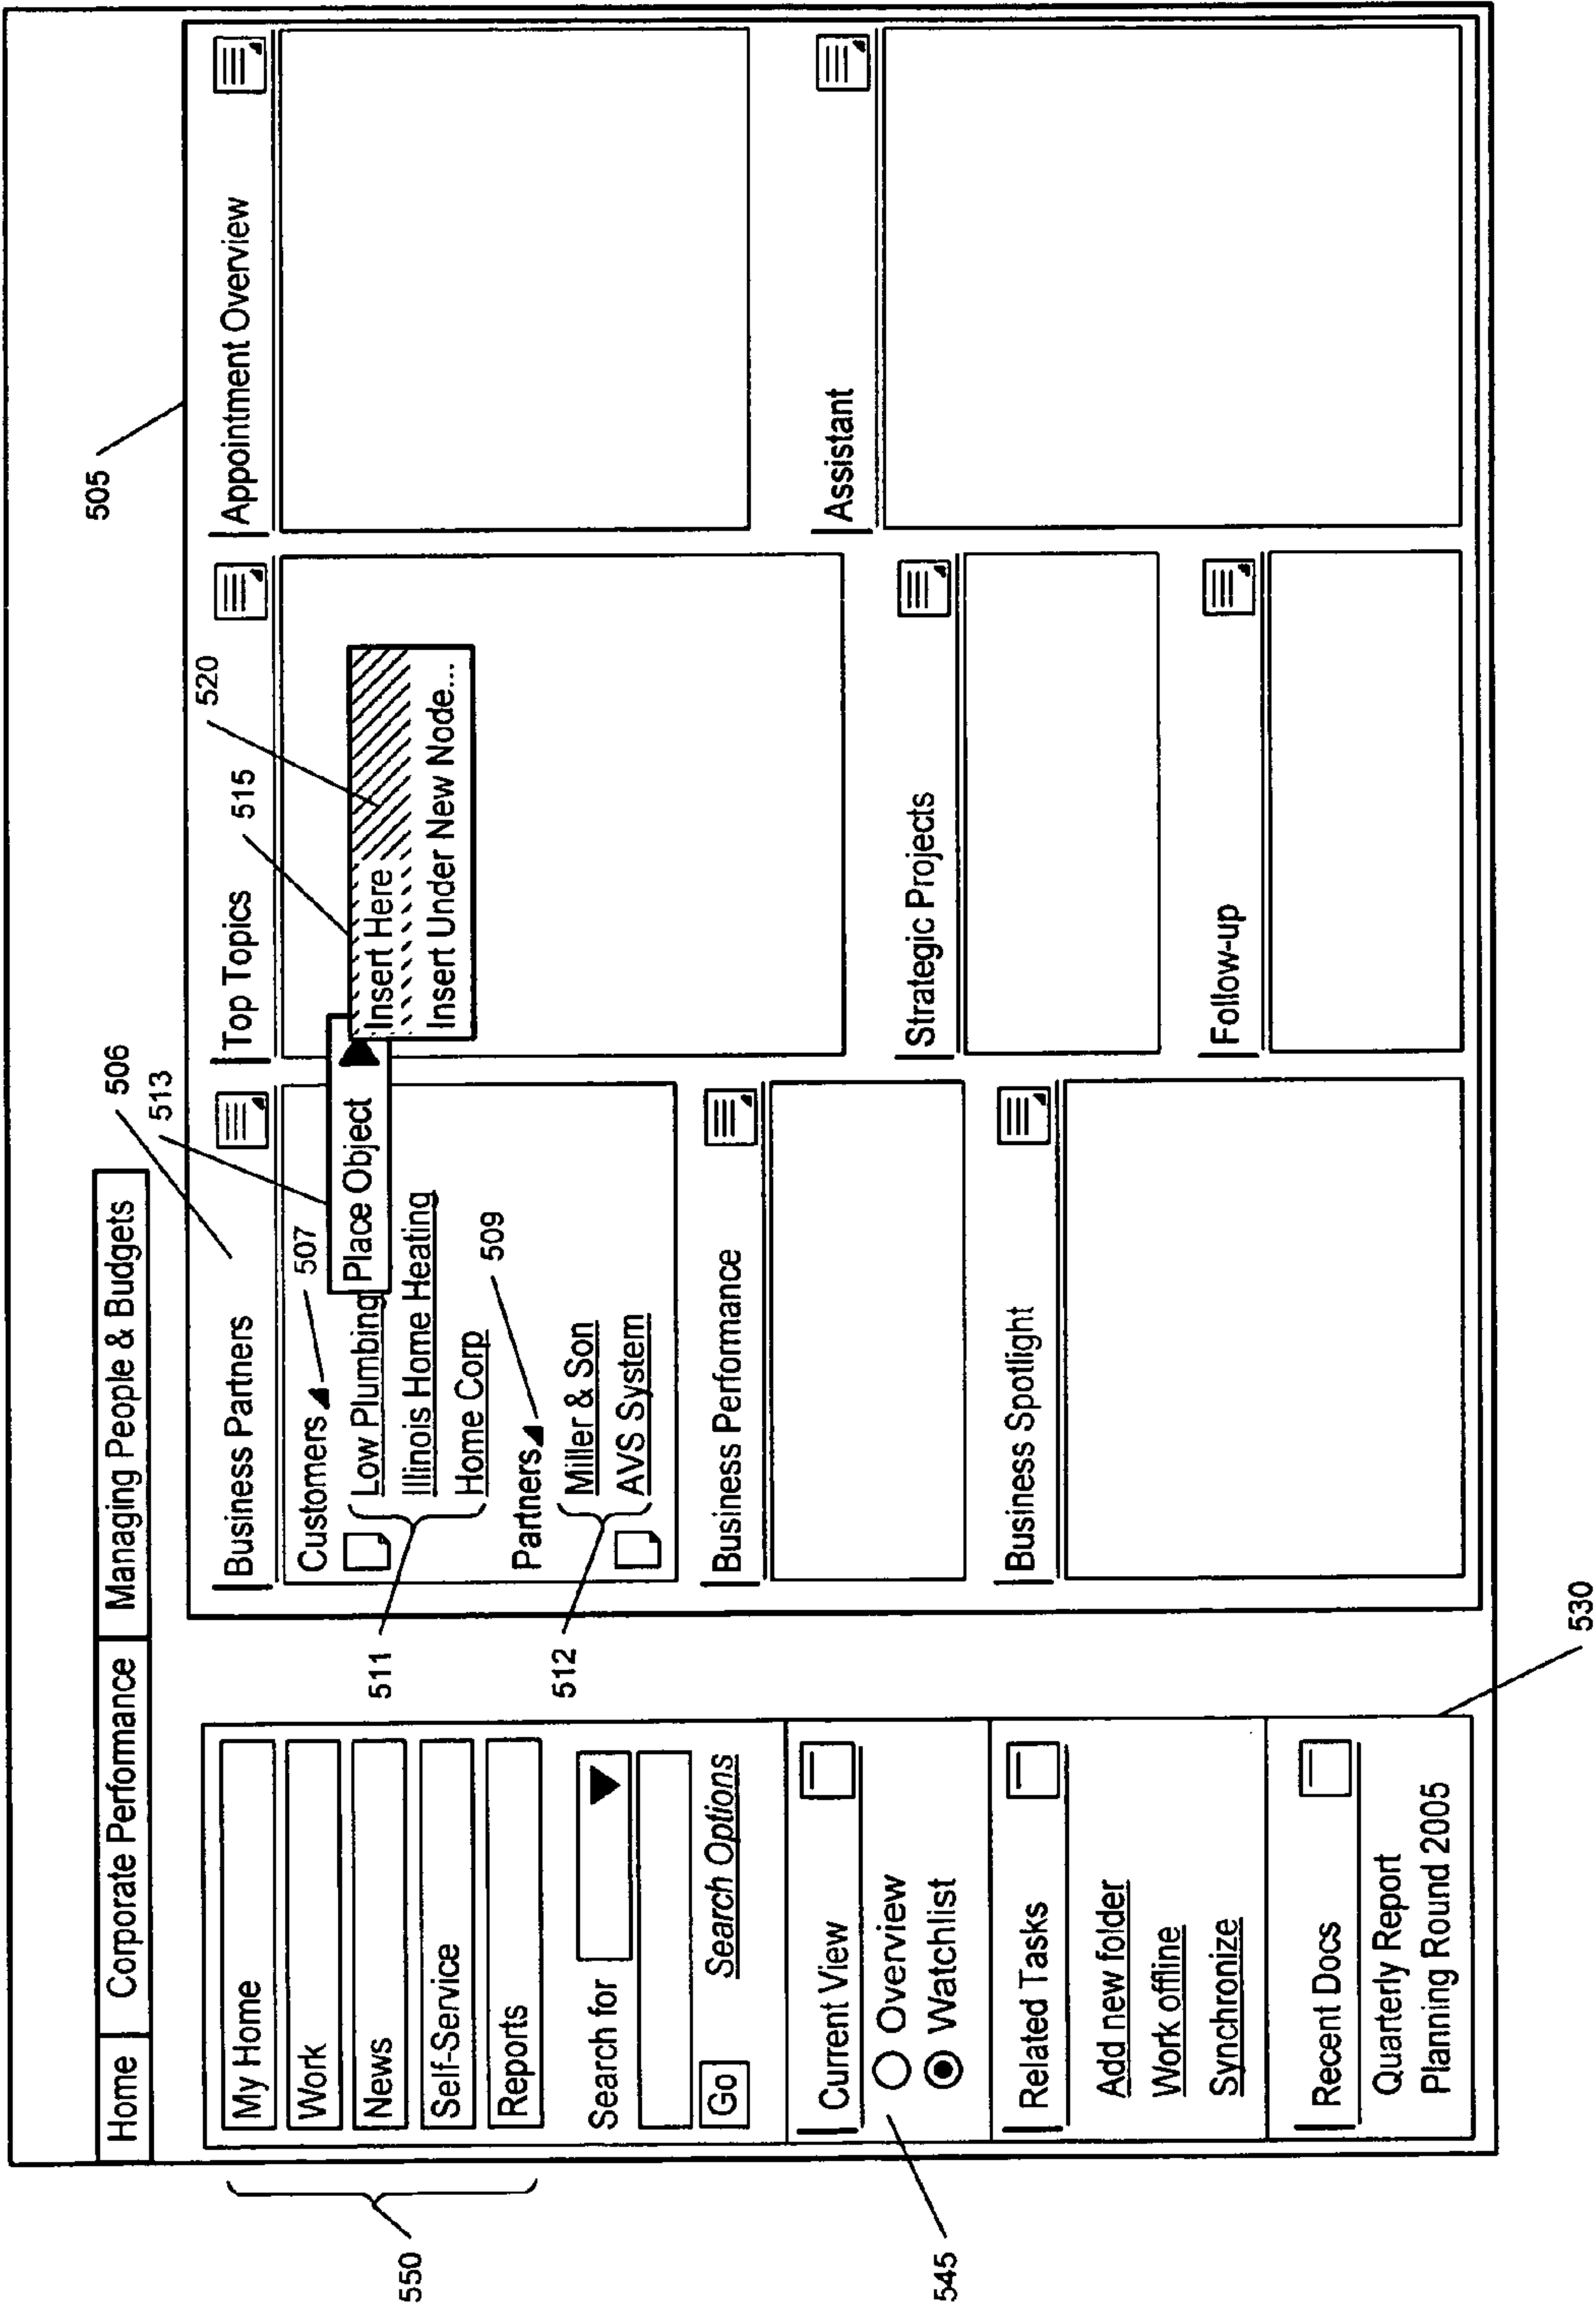 505
Home
Corporate Performance
Managing People & Budgets
550
My Home
Work
News
Self-Service
Reports
Search for
Go
Search Options
545
Current View
Overview
Watchlist
Related Tasks
Add new folder
Work offline
Synchronize
Recent Docs
Quarterly Report
Planning Round 2005
530
506
513
Business Partners
Customers
507
511
Low Plumbing
Illinois Home Heating
Home Corp
Place Object
515
520
Insert Here
Insert Under New Node...
Partners
509
512
Miller & Son
AVS System
Business Performance
Business Spotlight
Top Topics
Strategic Projects
Follow-up
Appointment Overview
Assistant